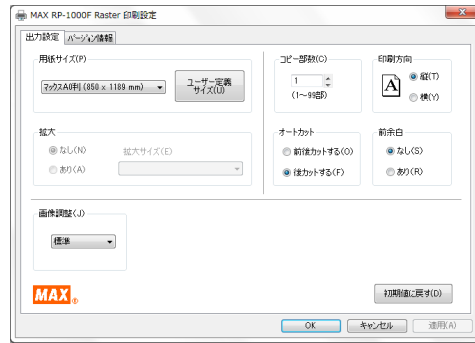 MAX RP-1000F Raster 印刷設定
出力設定 バージョン情報
用紙サイズ(P)
マックスA0判 (850 x 1189 mm)
ユーザー定義
サイズ(U)
コピー部数(C)
1
(1～99部)
印刷方向
A
縦(T)
横(Y)
拡大
なし(N)
拡大サイズ(E)
あり(A)
オートカット
前後カットする(O)
後カットする(F)
前余白
なし(S)
あり(R)
画像調整(J)
標準
MAX®
初期値に戻す(D)
OK キャンセル 適用(A)